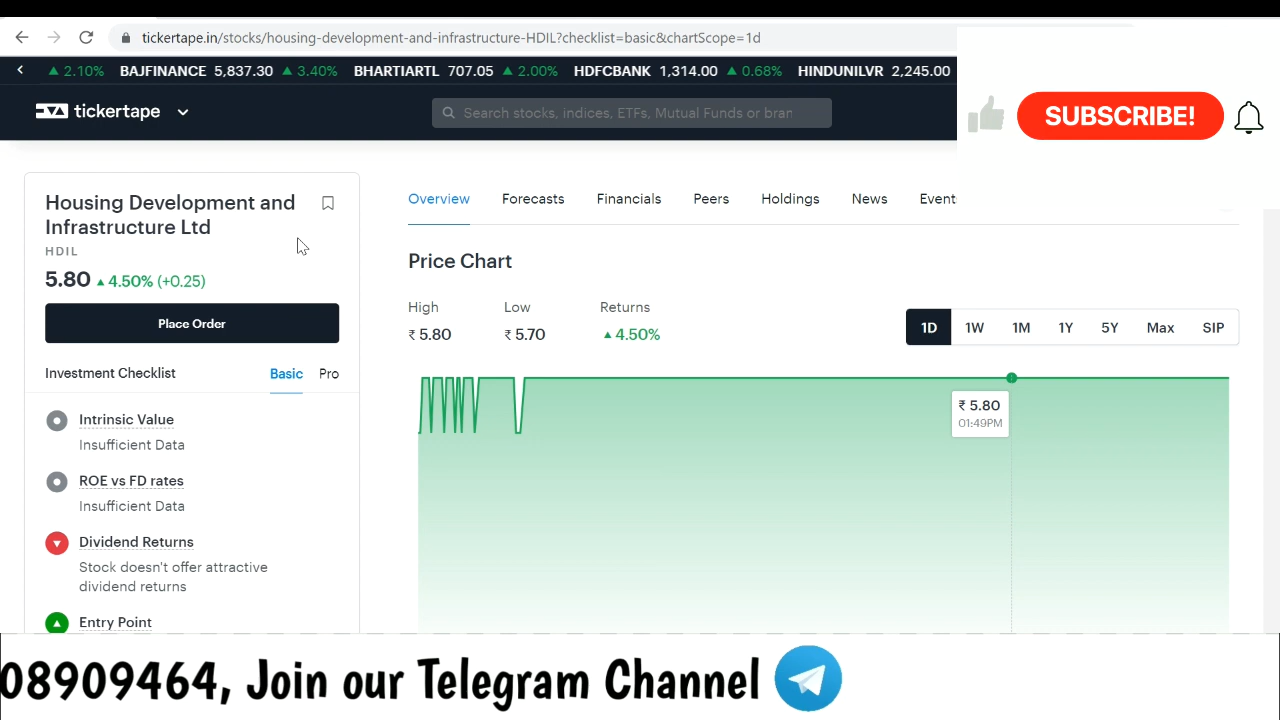 tickertape.in/stocks/housing-development-and-infrastructure-HDIL?checklist=basic&chartScope=1d
2.10% BAJFINANCE 5,837.30 3.40% BHARTIARTL 707.05 2.00% HDFCBANK 1,314.00 0.68% HINDUNILVR 2,245.00
tickertape
Search stocks, indices, ETFs, Mutual Funds or bran
SUBSCRIBE!
Housing Development and
Infrastructure Ltd
HDIL
5.80 4.50% (+0.25)
Place Order
Investment Checklist Basic Pro
Intrinsic Value
Insufficient Data
ROE vs FD rates
Insufficient Data
Dividend Returns
Stock doesn't offer attractive
dividend returns
Entry Point
Overview Forecasts Financials Peers Holdings News Event
Price Chart
High Low Returns
₹ 5.80 ₹ 5.70 4.50%
1D 1W 1M 1Y 5Y Max SIP
₹ 5.80
01:49PM
08909464, Join our Telegram Channel